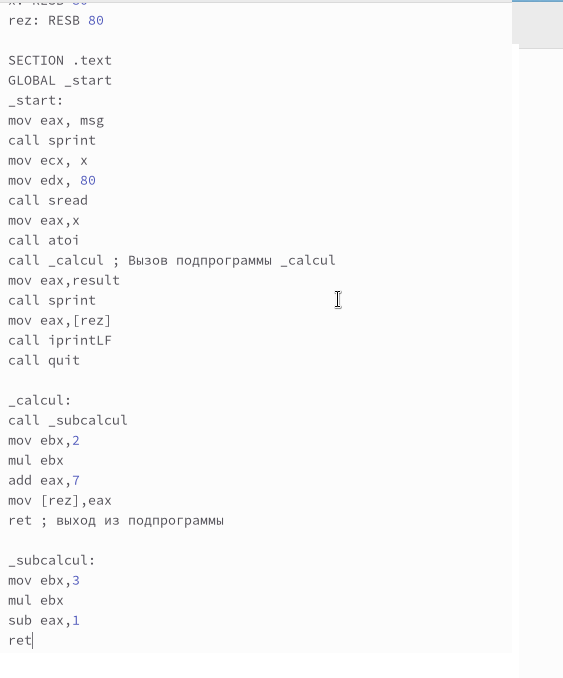 rez: RESB 80
SECTION .text
GLOBAL _start
_start:
mov eax, msg
call sprint
mov ecx, x
mov edx, 80
call sread
mov eax,x
call atoi
call _calcul ; Вызов подпрограммы _calcul
mov eax,result
call sprint
mov eax,[rez]
call iprintLF
call quit
_calcul:
call _subcalcul
mov ebx,2
mul ebx
add eax,7
mov [rez],eax
ret ; выход из подпрограммы
_subcalcul:
mov ebx,3
mul ebx
sub eax,1
ret